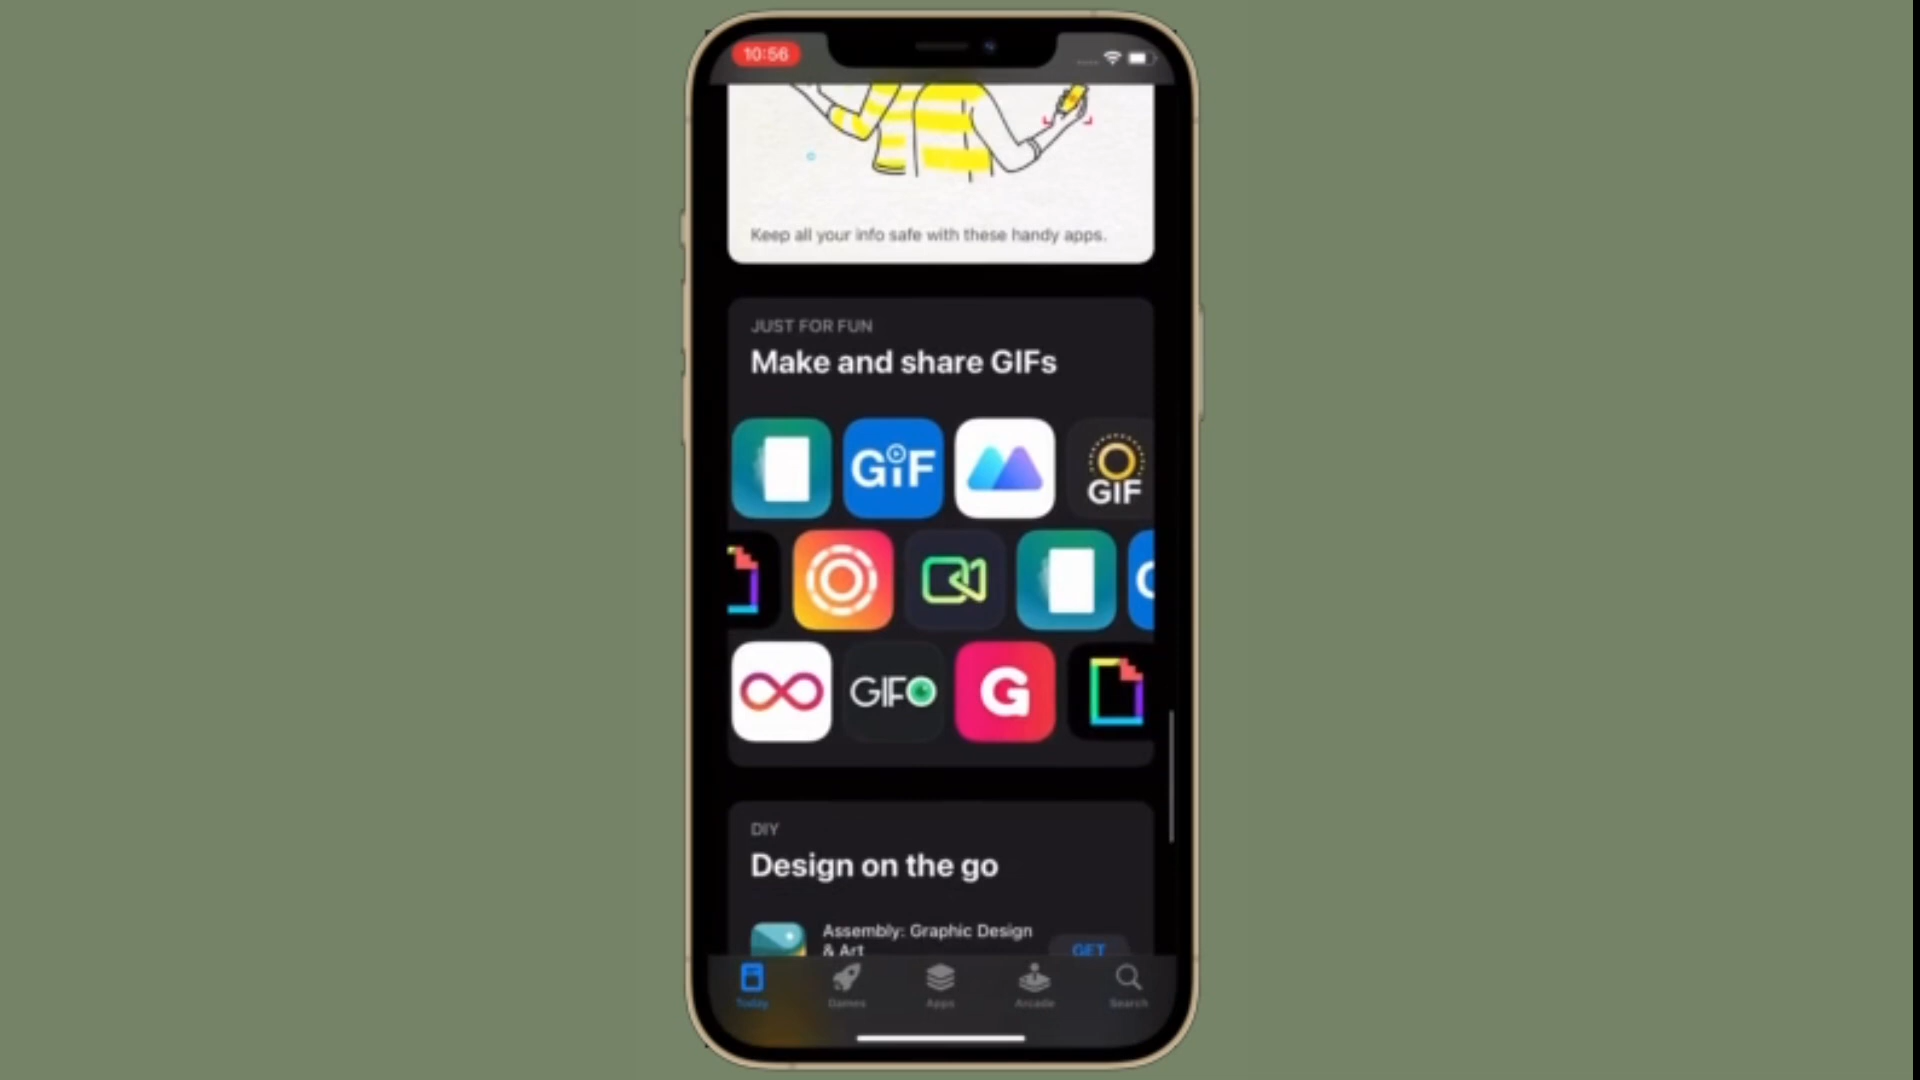 10:56
Keep all your info safe with these handy apps.
JUST FOR FUN
Make and share GIFs
GIF
GIF
GIFO
G
DIY
Design on the go
Assembly: Graphic Design
& Art
GET
Today
Games
Apps
Arcade
Search